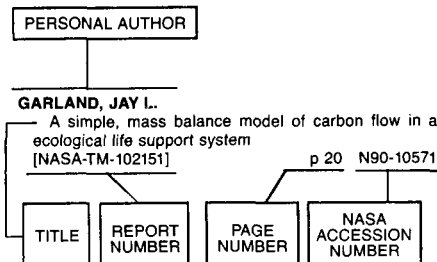 PERSONAL AUTHOR
GARLAND, JAY L.
A simple, mass balance model of carbon flow in a
ecological life support system
[NASA-TM-102151] p 20 N90-10571
TITLE
REPORT NUMBER
PAGE NUMBER
NASA ACCESSION NUMBER